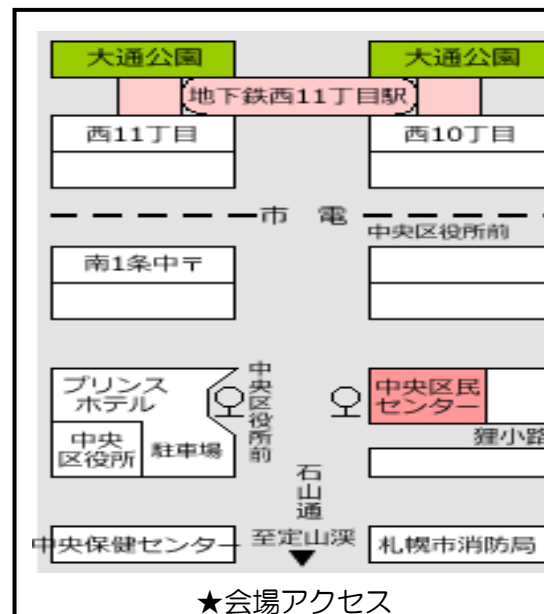 大通公園
大通公園
地下鉄西11丁目駅
西11丁目
西10丁目
市　電
中央区役所前
南1条中〒
プリンス
ホテル
中央区役所前
中央区民
センター
中央
区役所
駐車場
狸小路
石山通
中央保健センター
至定山渓
札幌市消防局
★会場アクセス